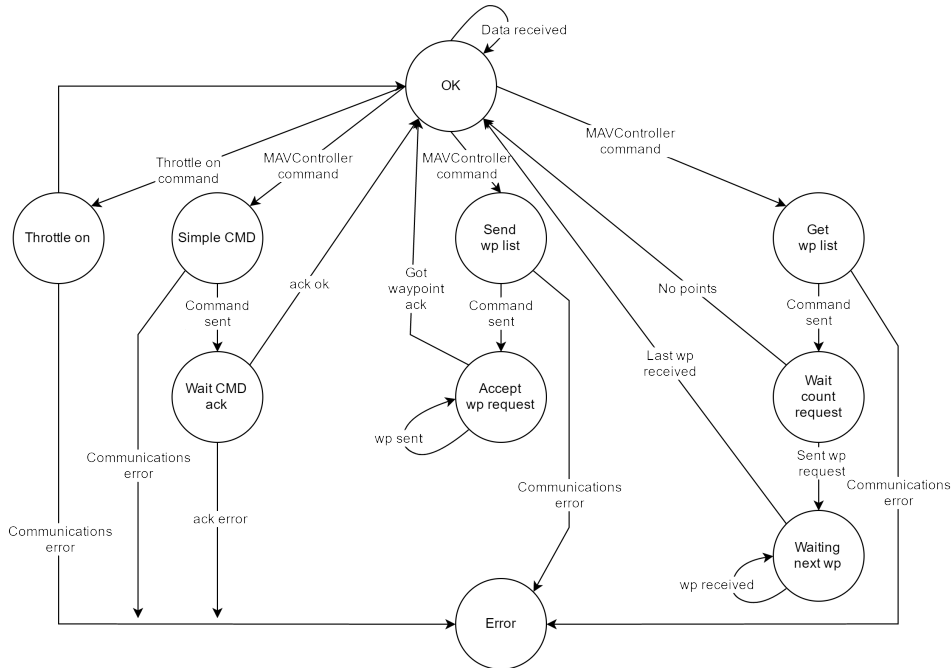 Data received
OK
MAVController
command
Throttle on
command
MAVController
command
MAVController
command
Throttle on
Simple CMD
Send
wp list
Get
wp list
ack ok
Got
waypoint
ack
No points
Command
sent
Command
sent
Command
sent
Last wp
received
Wait CMD
ack
Accept
wp request
Wait
count
request
wp sent
Sent wp
request
Communications
error
Communications
error
Communications
error
ack error
Communications
error
Waiting
next wp
wp received
Error